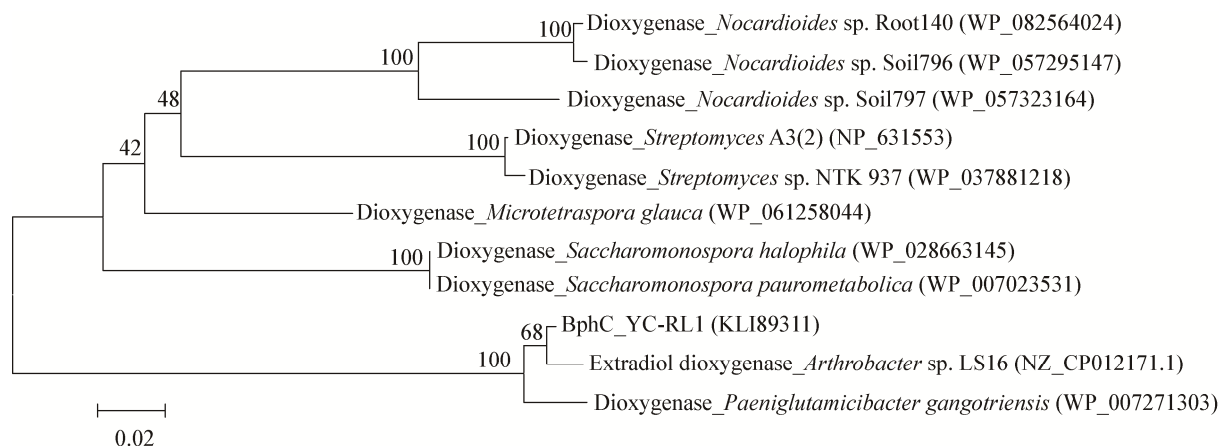 100
Dioxygenase_Nocardioides sp. Root140 (WP_082564024)
100
Dioxygenase_Nocardioides sp. Soil796 (WP_057295147)
48
Dioxygenase_Nocardioides sp. Soil797 (WP_057323164)
42
100
Dioxygenase_Streptomyces A3(2) (NP_631553)
Dioxygenase_Streptomyces sp. NTK 937 (WP_037881218)
Dioxygenase_Microtetraspora glauca (WP_061258044)
100
Dioxygenase_Saccharomonospora halophila (WP_028663145)
Dioxygenase_Saccharomonospora paurometabolica (WP_007023531)
68
BphC_YC-RL1 (KLI89311)
100
Extradiol dioxygenase_Arthrobacter sp. LS16 (NZ_CP012171.1)
Dioxygenase_Paeniglutamicibacter gangotriensis (WP_007271303)
0.02